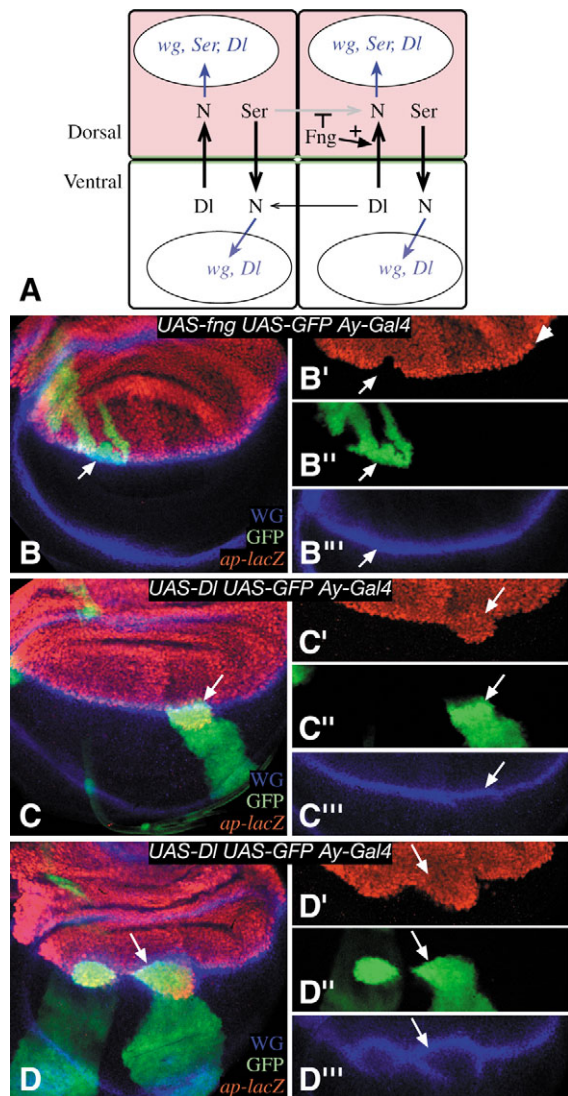 wg, Ser, Dl wg, Ser, Dl
N Ser N Ser
Dorsal Fng +
Ventral
Dl N Dl N
wg, Dl wg, Dl
A
UAS-fng UAS-GFP Ay-Gal4
B'
B"
WG
GFP
B ap-lacZ B"'
UAS-Dl UAS-GFP Ay-Gal4
C'
C"
WG
GFP
C ap-lacZ C"'
UAS-Dl UAS-GFP Ay-Gal4
D'
D"
WG
GFP
D ap-lacZ D"'